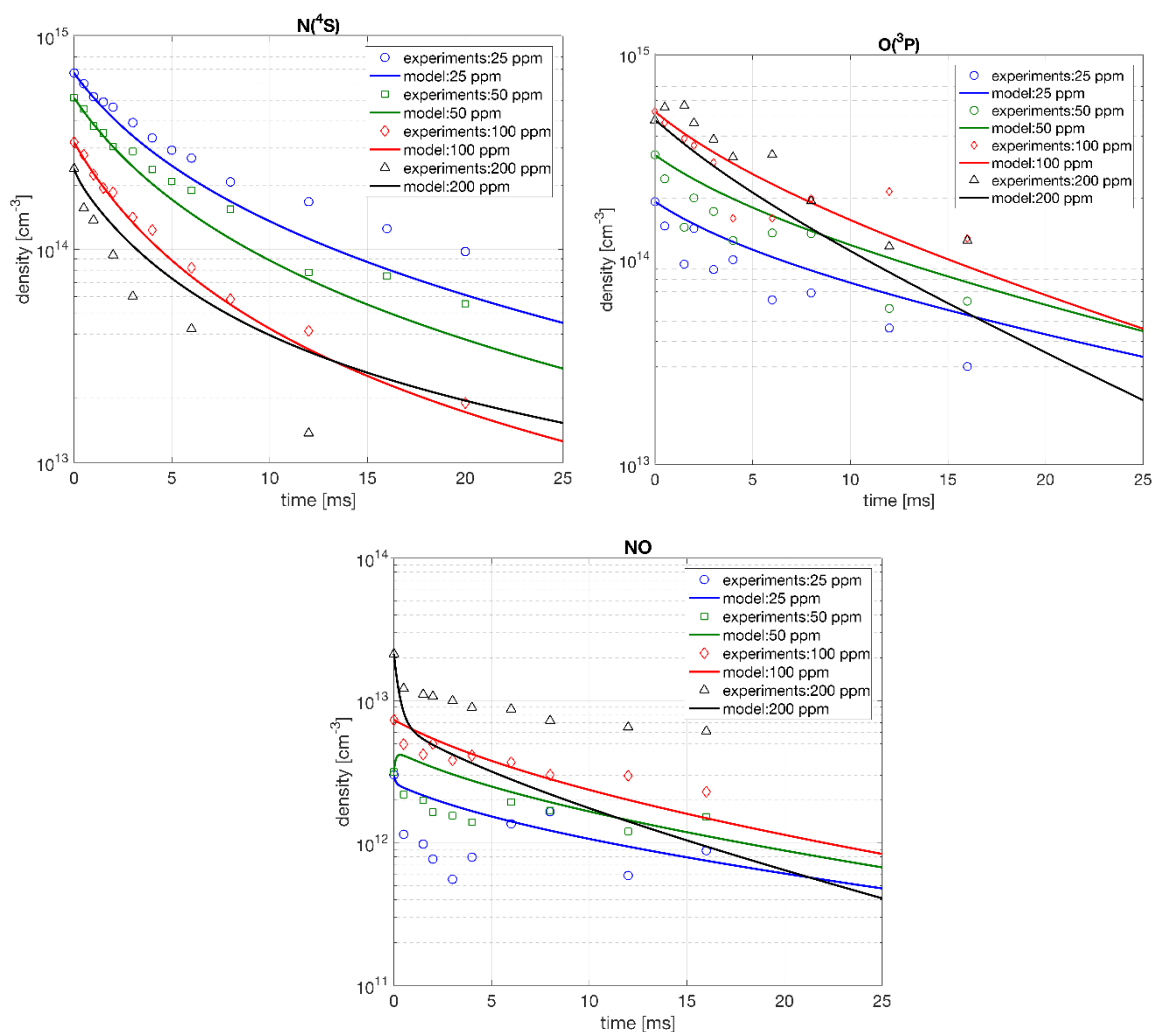 N(⁴S)
10¹⁵
10¹⁴
10¹³
density [cm⁻³]
0 5 10 15 20 25
time [ms]
experiments:25 ppm
model:25 ppm
experiments:50 ppm
model:50 ppm
experiments:100 ppm
model:100 ppm
experiments:200 ppm
model:200 ppm
O(³P)
10¹⁵
10¹⁴
10¹³
density [cm⁻³]
0 5 10 15 20 25
time [ms]
experiments:25 ppm
model:25 ppm
experiments:50 ppm
model:50 ppm
experiments:100 ppm
model:100 ppm
experiments:200 ppm
model:200 ppm
NO
10¹⁴
10¹³
10¹²
10¹¹
density [cm⁻³]
0 5 10 15 20 25
time [ms]
experiments:25 ppm
model:25 ppm
experiments:50 ppm
model:50 ppm
experiments:100 ppm
model:100 ppm
experiments:200 ppm
model:200 ppm